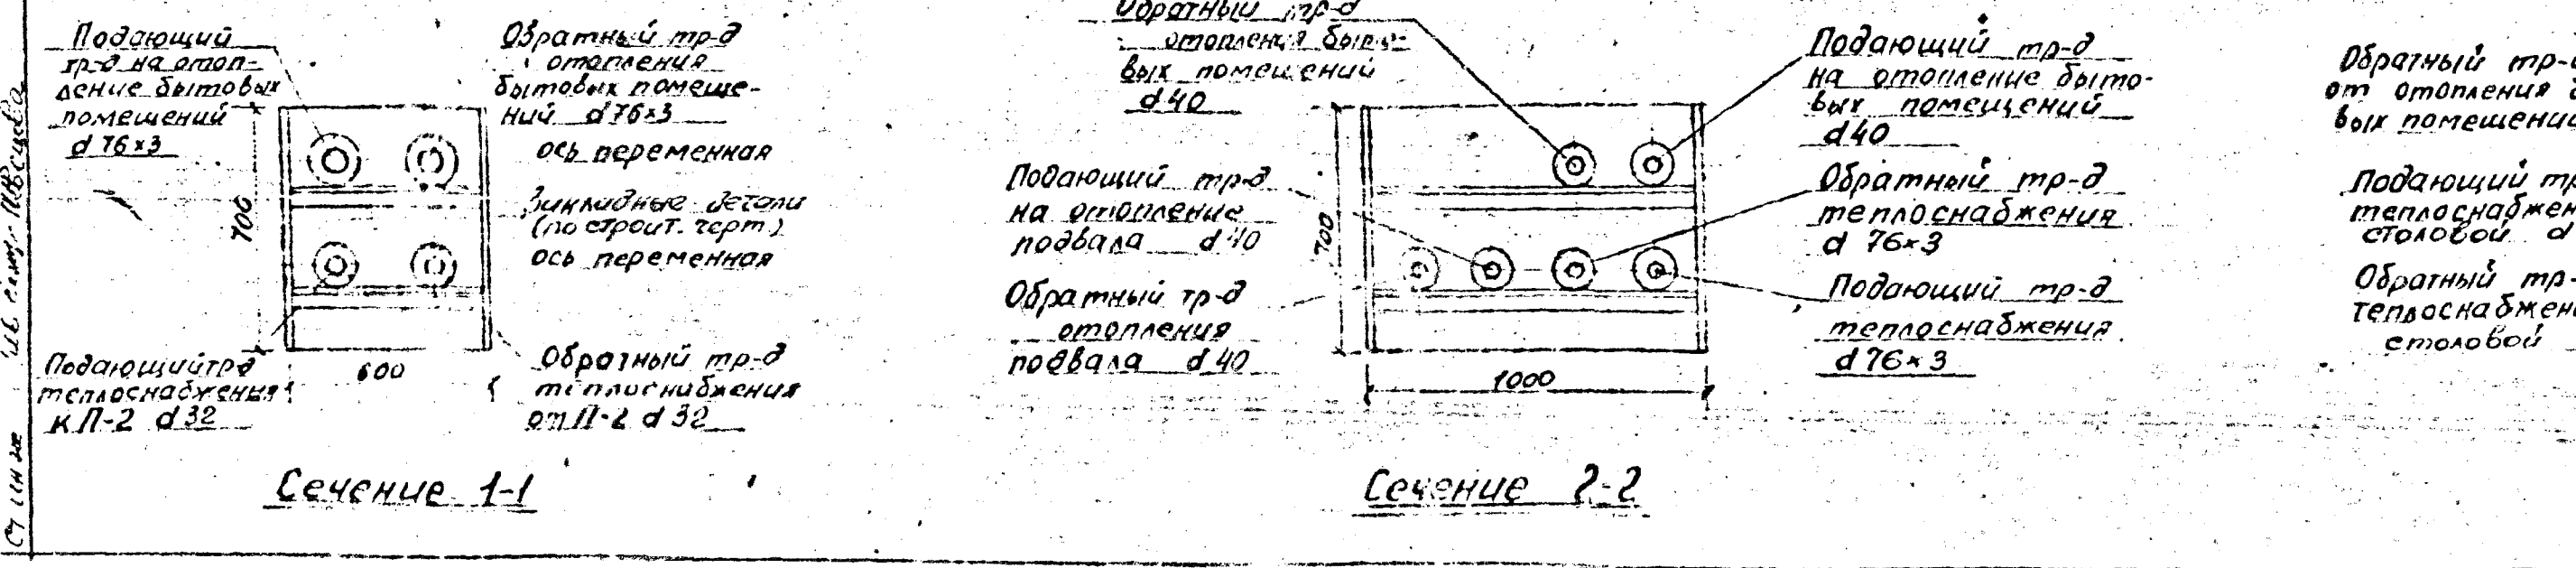 Подающий
тр-д на отоп-
ление бытовых
помещений
d 76×3
Обратный тр-д
отопления
бытовых помеще-
ний d 76×3
ось переменная
Закладные детали
(по строит. черт.)
ось переменная
700
600
Подающий тр-д
теплоснабжения
к П-2 d 32
Обратный тр-д
теплоснабжения
от П-2 d 32
Сечение 1-1
Обратный тр-д
отопления быто-
вых помещений
d 40
Подающий тр-д
на отопление
подвала d 40
Обратный тр-д
отопления
подвала d 40
700
1000
Подающий тр-д
на отопление быто-
вых помещений
d 40
Обратный тр-д
теплоснабжения
d 76×3
Подающий тр-д
теплоснабжения
d 76×3
Сечение 2-2
Обратный тр-д
от отопления
вых помещений
Подающий тр
теплоснабжен
столовой d
Обратный тр-
теплоснабжен
столовой